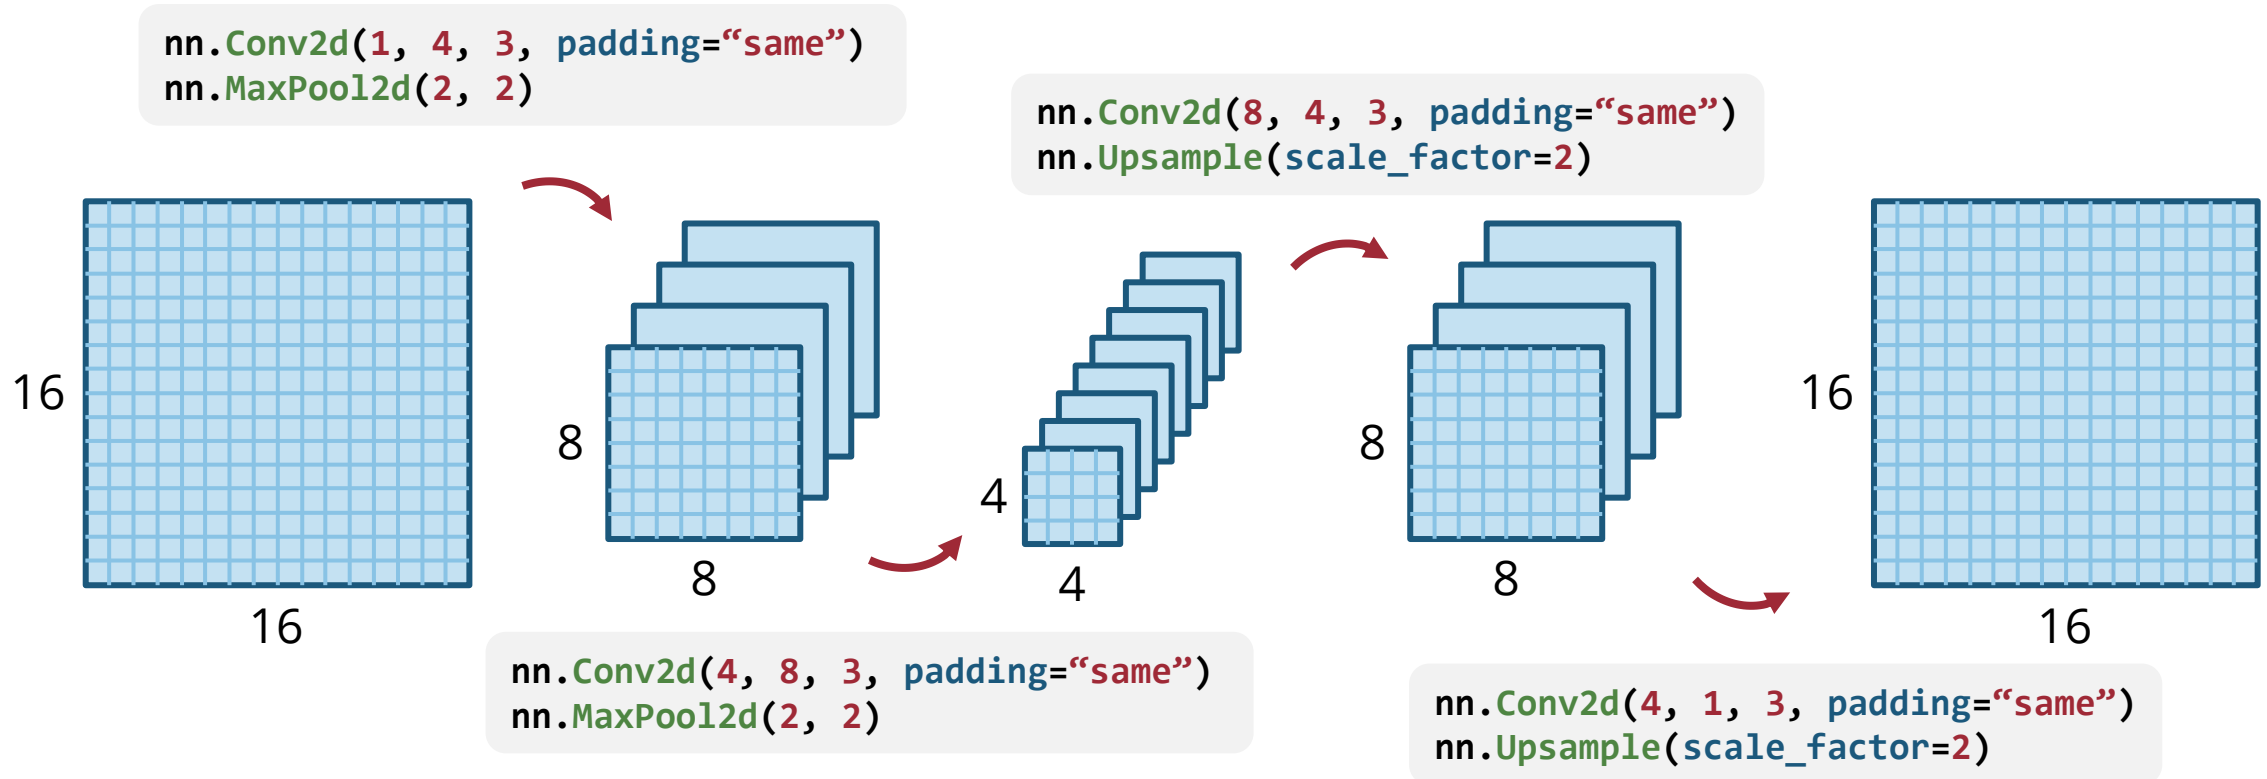 nn.Conv2d(1, 4, 3, padding=“same”)
nn.MaxPool2d(2, 2)
nn.Conv2d(8, 4, 3, padding=“same”)
nn.Upsample(scale_factor=2)
16
16
8
8
4
4
8
8
16
16
nn.Conv2d(4, 8, 3, padding=“same”)
nn.MaxPool2d(2, 2)
nn.Conv2d(4, 1, 3, padding=“same”)
nn.Upsample(scale_factor=2)